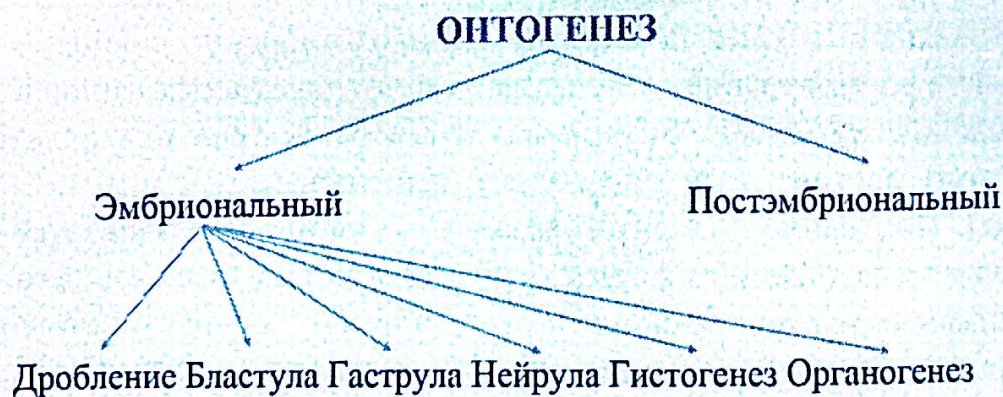 ОНТОГЕНЕЗ
Эмбриональный Постэмбриональный
Дробление Бластула Гаструла Нейрула Гистогенез Органогенез